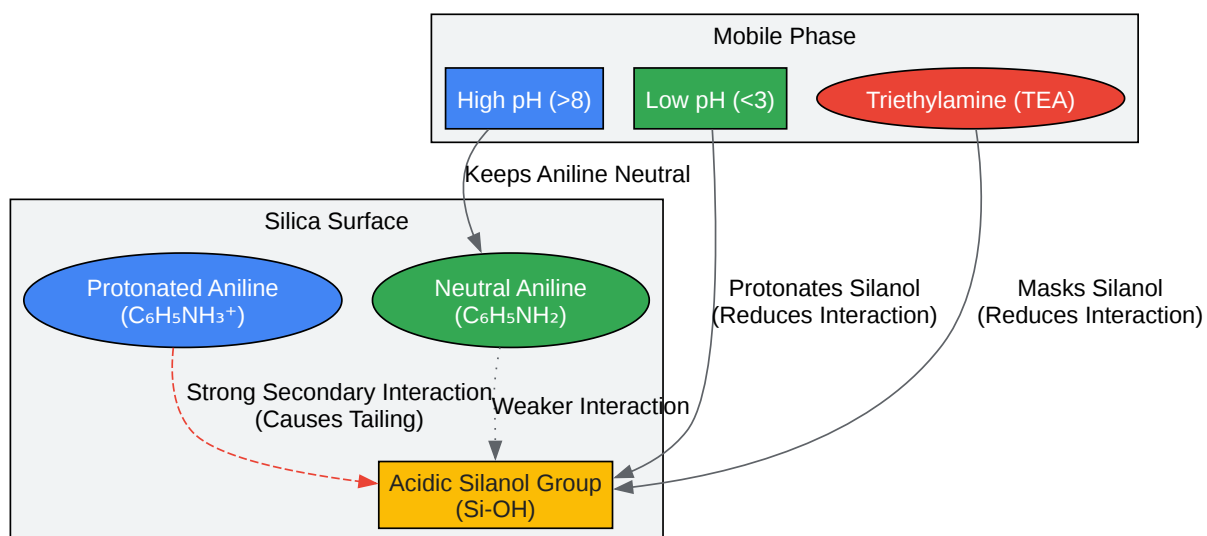 Mobile Phase
High pH (>8)
Low pH (<3)
Triethylamine (TEA)
Keeps Aniline Neutral
Silica Surface
Protonated Aniline
(C₆H₅NH₃⁺)
Neutral Aniline
(C₆H₅NH₂)
Protonates Silanol
(Reduces Interaction)
Masks Silanol
(Reduces Interaction)
Strong Secondary Interaction
(Causes Tailing)
Weaker Interaction
Acidic Silanol Group
(Si-OH)